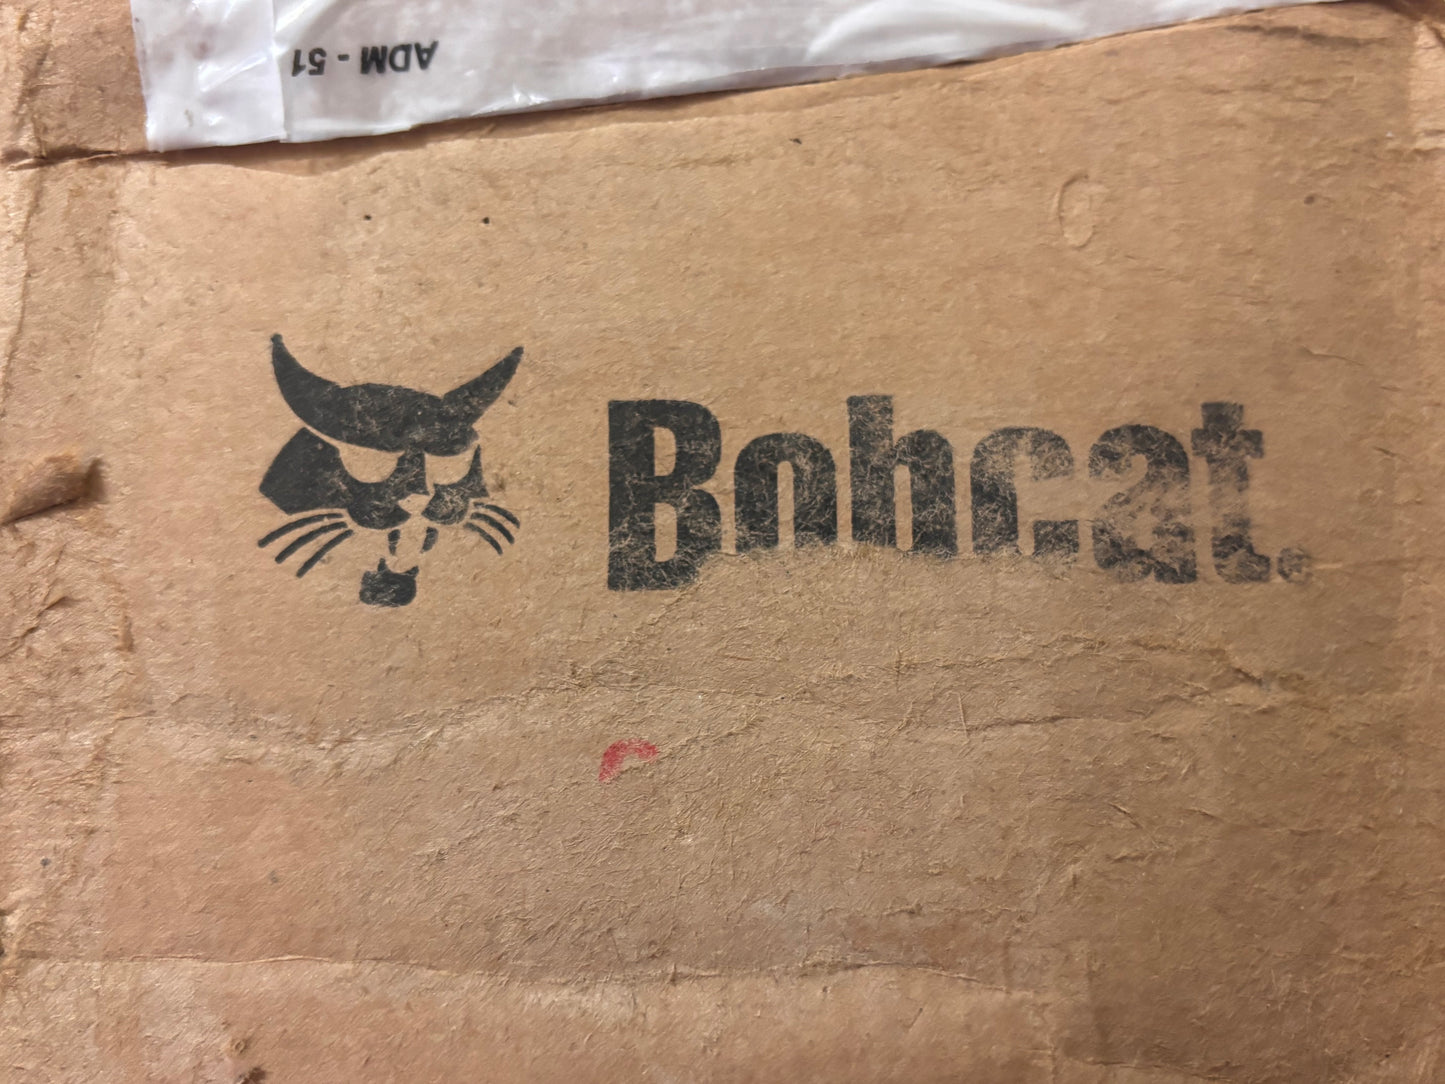 ADM - 51
Bobcat.